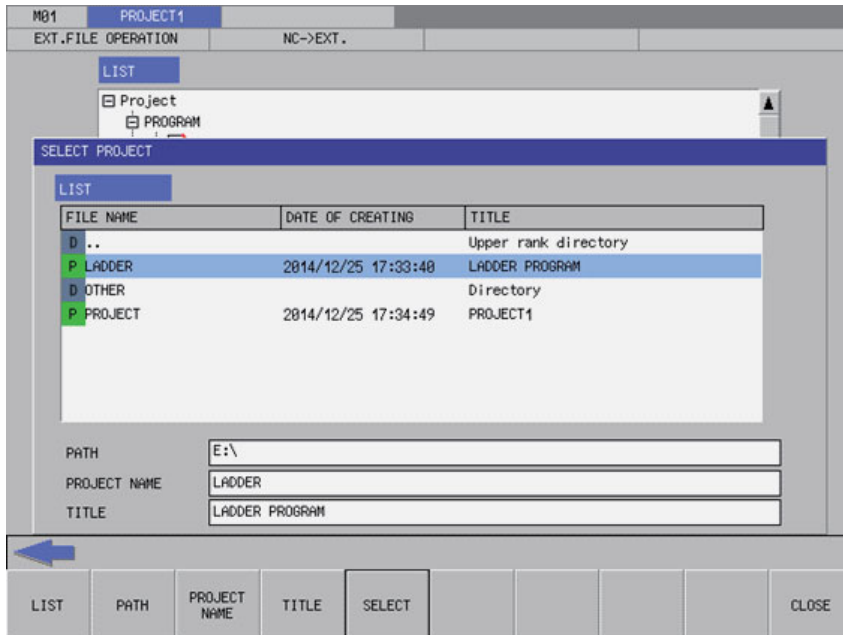 M01 PROJECT1
EXT.FILE OPERATION NC->EXT.
LIST
Project
PROGRAM
SELECT PROJECT
LIST
FILE NAME DATE OF CREATING TITLE
D .. Upper rank directory
P LADDER 2014/12/25 17:33:40 LADDER PROGRAM
D OTHER Directory
P PROJECT 2014/12/25 17:34:49 PROJECT1
PATH E:\
PROJECT NAME LADDER
TITLE LADDER PROGRAM
LIST PATH PROJECT NAME TITLE SELECT CLOSE